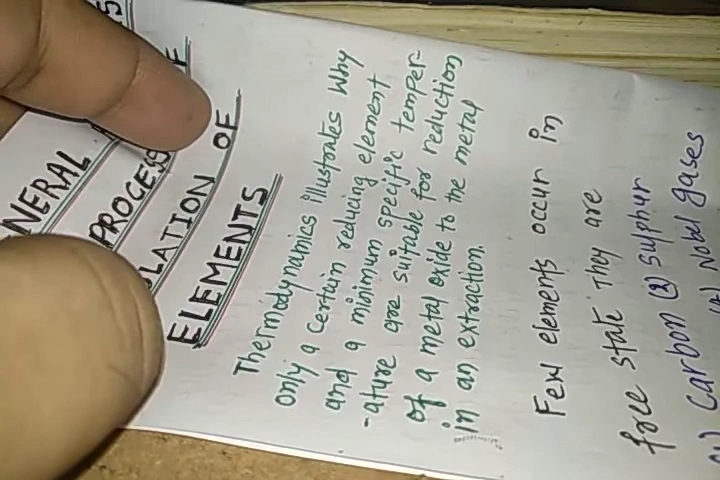 NERAL
PROCESS
LATION OF
ELEMENTS
Thermodynamics illustrates Why
only a certain reducing element
and a minimum specific temper-
-ature are suitable for reduction
of a metal oxide to the metal
in an extraction.
Few elements occur in
free state They are
Carbon (2) Sulphur
Nobel gases